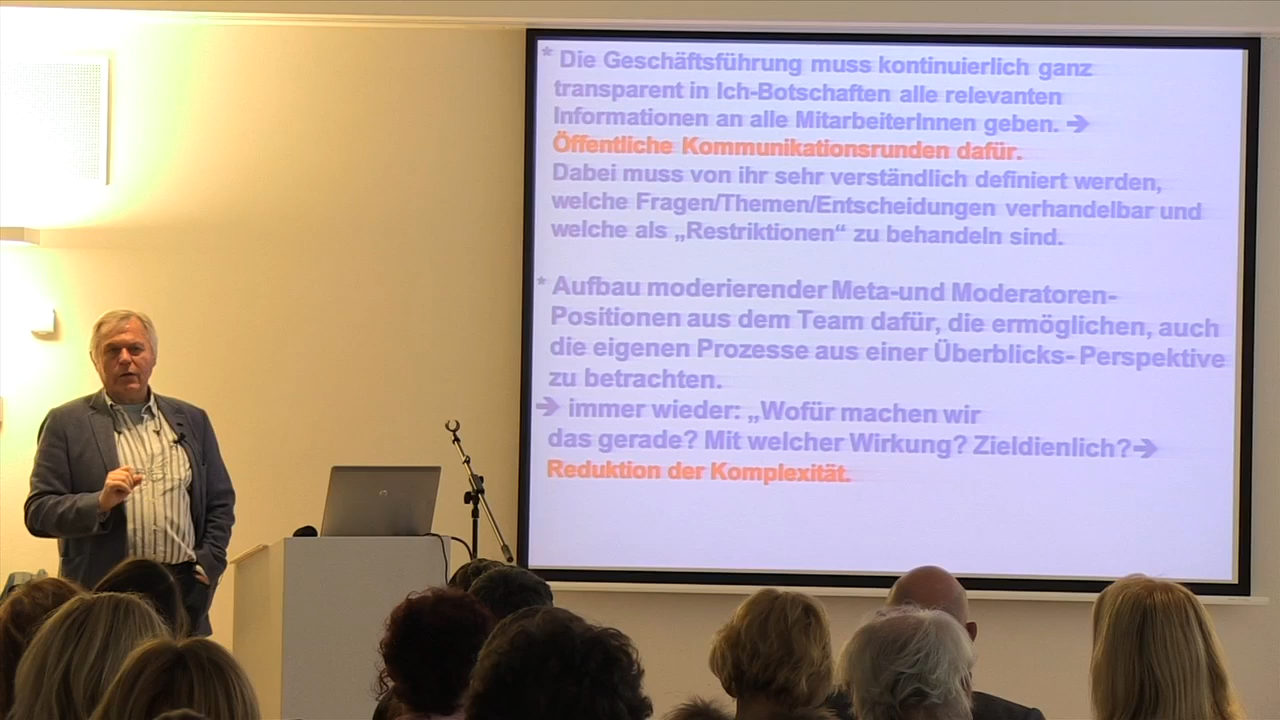 * Die Geschäftsführung muss kontinuierlich ganz
transparent in Ich-Botschaften alle relevanten
Informationen an alle MitarbeiterInnen geben. ➔
Öffentliche Kommunikationsrunden dafür.
Dabei muss von ihr sehr verständlich definiert werden,
welche Fragen/Themen/Entscheidungen verhandelbar und
welche als „Restriktionen“ zu behandeln sind.
* Aufbau moderierender Meta-und Moderatoren-
Positionen aus dem Team dafür, die ermöglichen, auch
die eigenen Prozesse aus einer Überblicks- Perspektive
zu betrachten.
➔ immer wieder: „Wofür machen wir
das gerade? Mit welcher Wirkung? Zieldienlich?➔
Reduktion der Komplexität.
hp